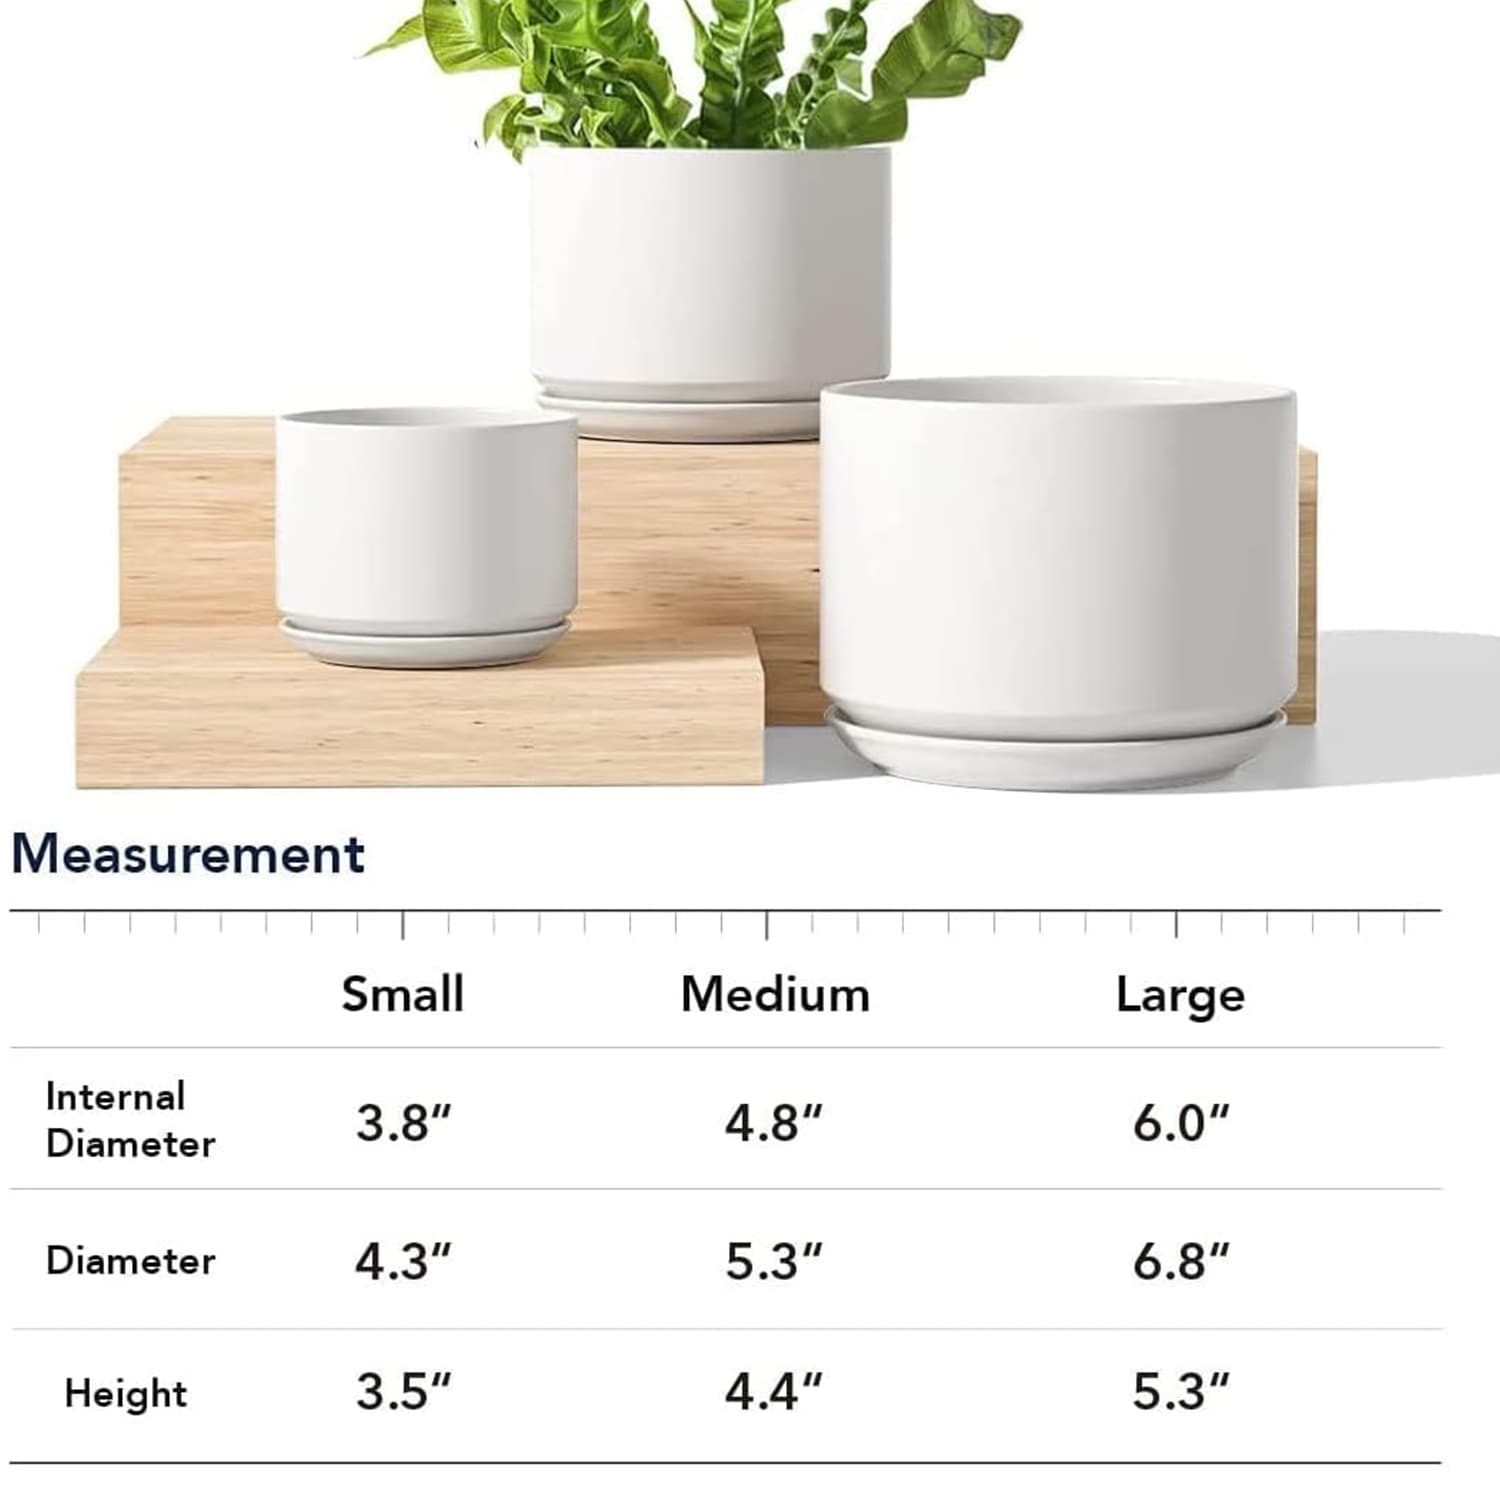 Measurement
Small Medium Large
Internal
Diameter
3.8″ 4.8″ 6.0″
Diameter 4.3″ 5.3″ 6.8″
Height 3.5″ 4.4″ 5.3″